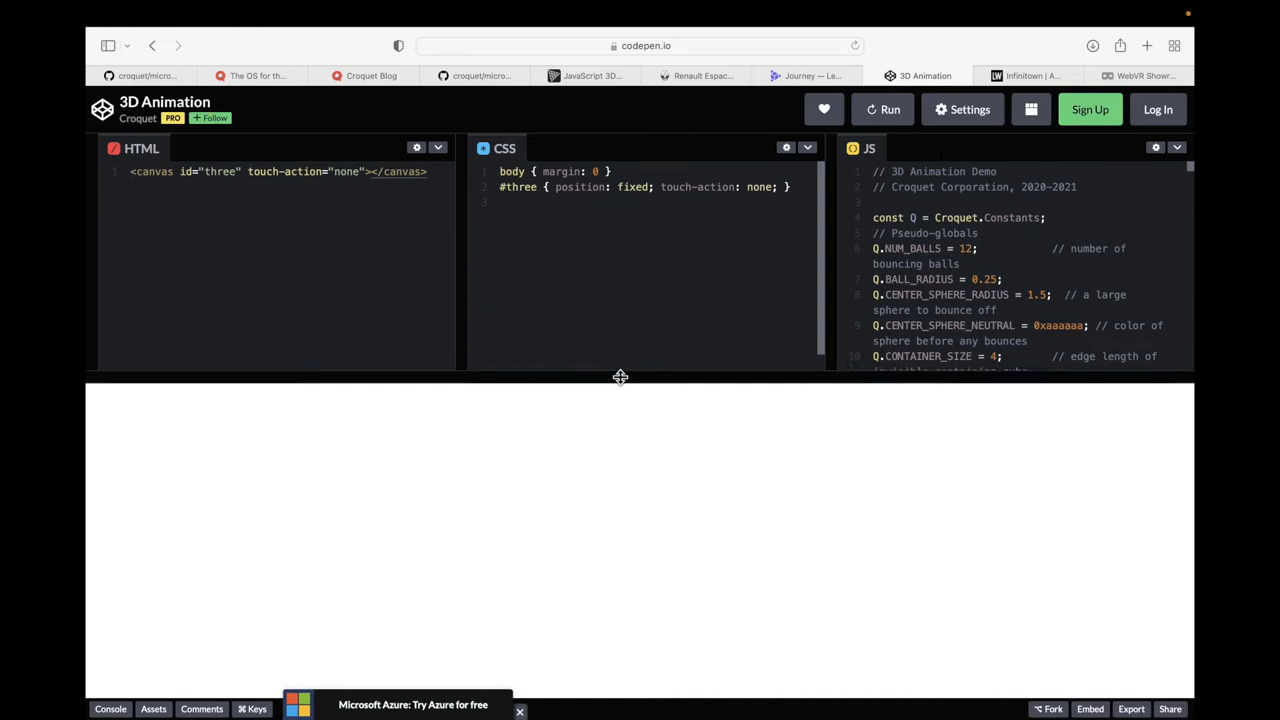 codepen.io
croquet/micro...
The OS for th...
Croquet Blog
croquet/micro...
JavaScript 3D...
Renault Espac...
Journey — Le...
3D Animation
Infinitown | A...
WebVR Showr...
3D Animation
Croquet PRO + Follow
Run
Settings
Sign Up
Log In
HTML
1 <canvas id="three" touch-action="none"></canvas>
CSS
1 body { margin: 0 }
2 #three { position: fixed; touch-action: none; }
3
JS
1 // 3D Animation Demo
2 // Croquet Corporation, 2020-2021
3
4 const Q = Croquet.Constants;
5 // Pseudo-globals
6 Q.NUM_BALLS = 12; // number of
bouncing balls
7 Q.BALL_RADIUS = 0.25;
8 Q.CENTER_SPHERE_RADIUS = 1.5; // a large
sphere to bounce off
9 Q.CENTER_SPHERE_NEUTRAL = 0xaaaaaa; // color of
sphere before any bounces
10 Q.CONTAINER_SIZE = 4; // edge length of
Console
Assets
Comments
⌘ Keys
Microsoft Azure: Try Azure for free
Fork
Embed
Export
Share